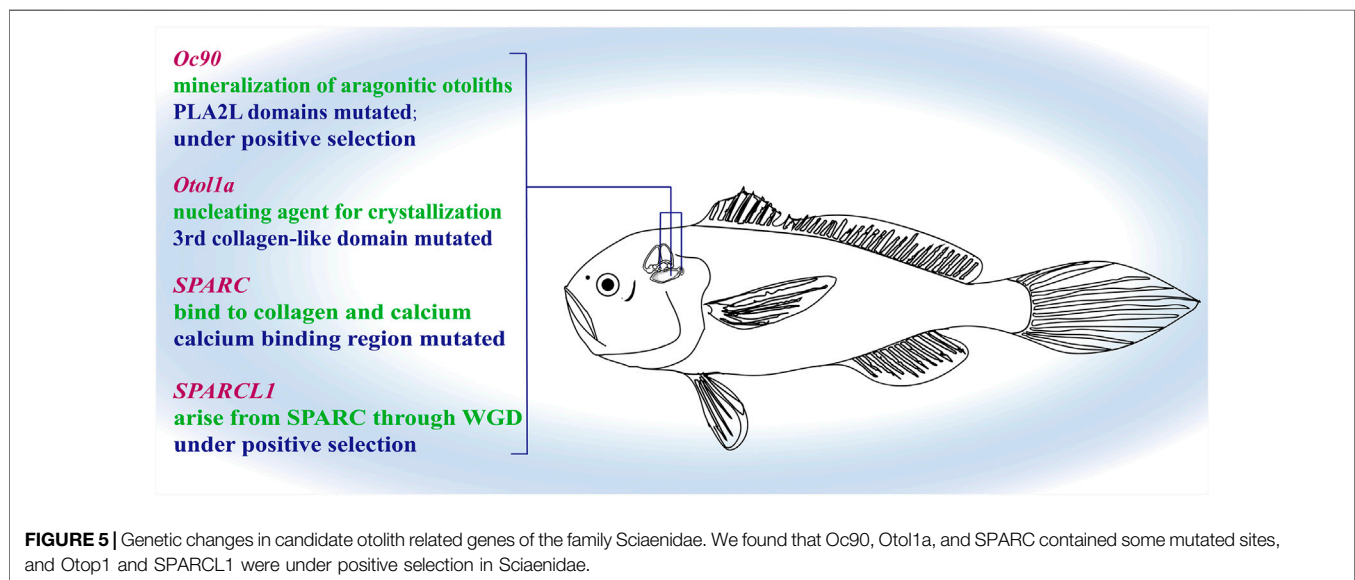 Oc90
mineralization of aragonitic otoliths
PLA2L domains mutated;
under positive selection
Otol1a
nucleating agent for crystallization
3rd collagen-like domain mutated
SPARC
bind to collagen and calcium
calcium binding region mutated
SPARCL1
arise from SPARC through WGD
under positive selection
FIGURE 5 | Genetic changes in candidate otolith related genes of the family Sciaenidae. We found that Oc90, Otol1a, and SPARC contained some mutated sites,
and Otop1 and SPARCL1 were under positive selection in Sciaenidae.